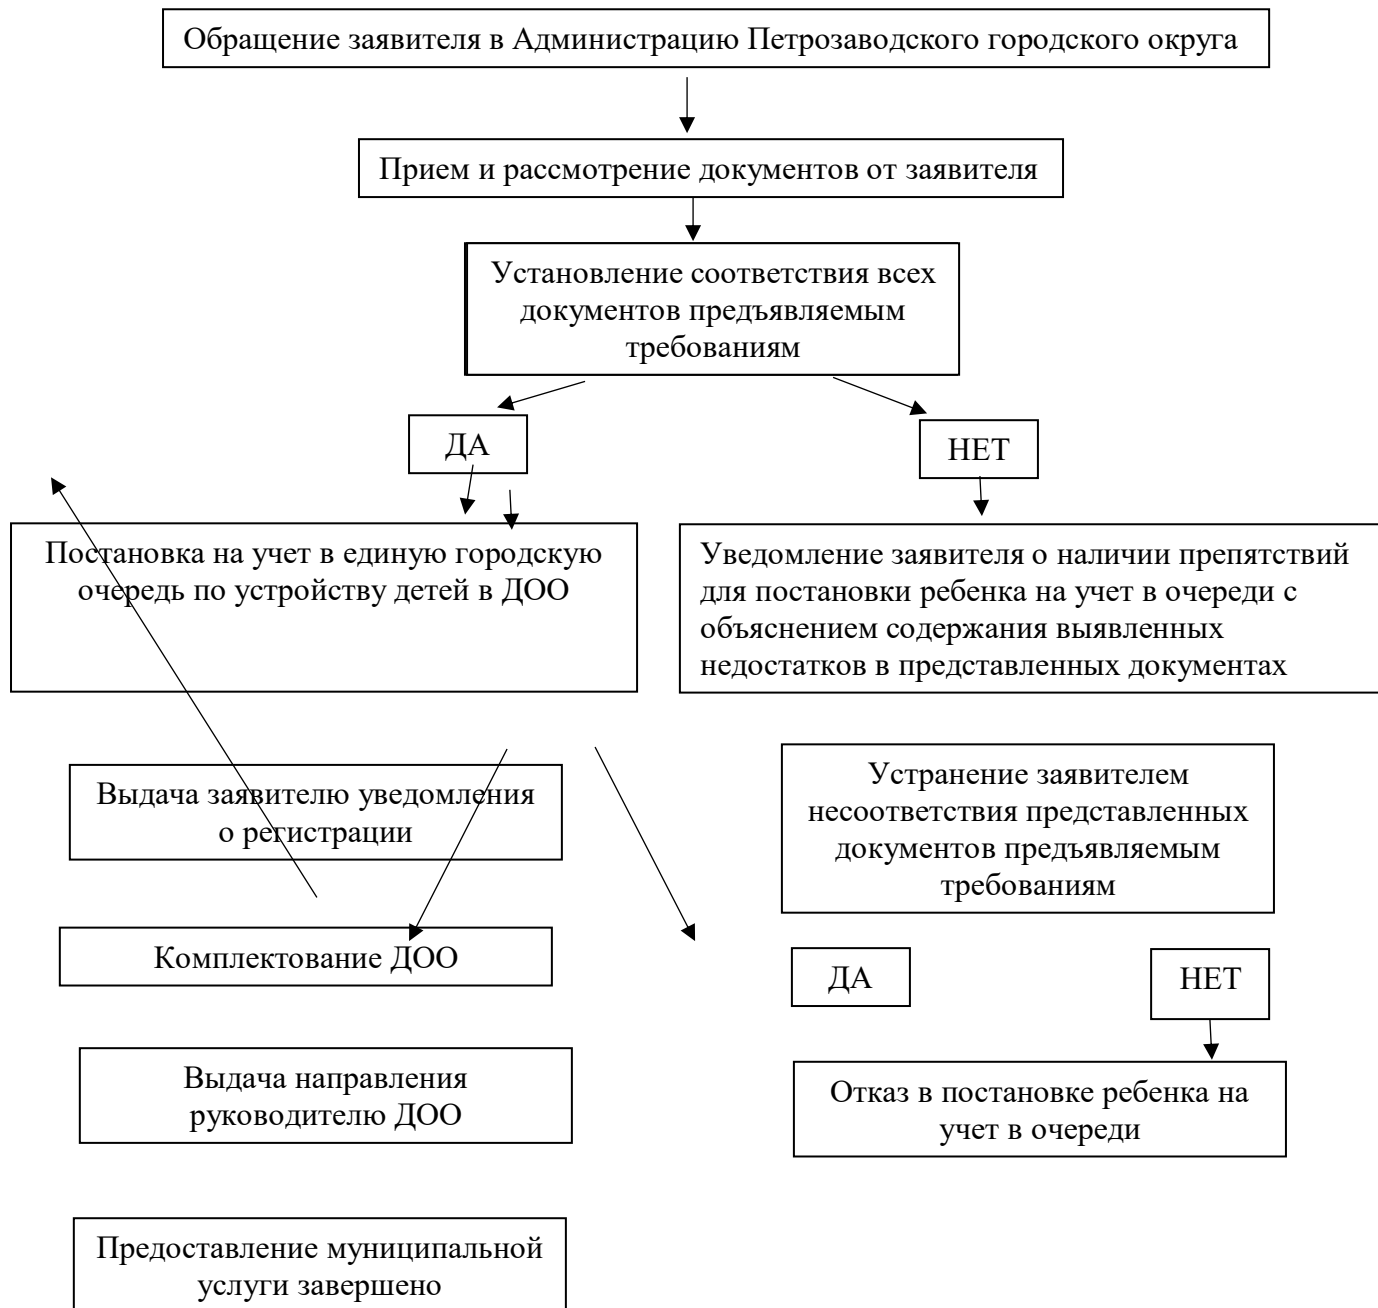 Обращение заявителя в Администрацию Петрозаводского городского округа
Прием и рассмотрение документов от заявителя
Установление соответствия всех
документов предъявляемым
требованиям
ДА
НЕТ
Постановка на учет в единую городскую
очередь по устройству детей в ДОО
Уведомление заявителя о наличии препятствий
для постановки ребенка на учет в очереди с
объяснением содержания выявленных
недостатков в представленных документах
Выдача заявителю уведомления
о регистрации
Устранение заявителем
несоответствия представленных
документов предъявляемым
требованиям
Комплектование ДОО
ДА
НЕТ
Выдача направления
руководителю ДОО
Отказ в постановке ребенка на
учет в очереди
Предоставление муниципальной
услуги завершено